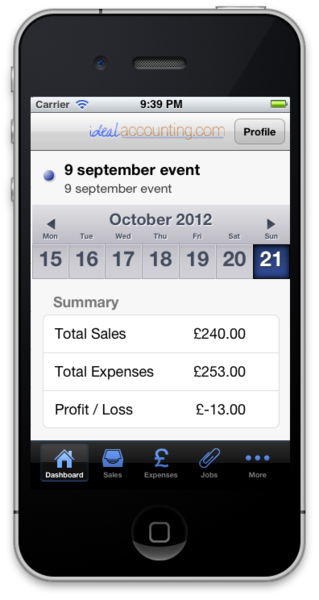 Carrier 9:39 PM
idealaccounting.com Profile
9 september event
9 september event
October 2012
Mon Tue Wed Thu Fri Sat Sun
15 16 17 18 19 20 21
Summary
Total Sales £240.00
Total Expenses £253.00
Profit / Loss £-13.00
£
Dashboard Sales Expenses Jobs More